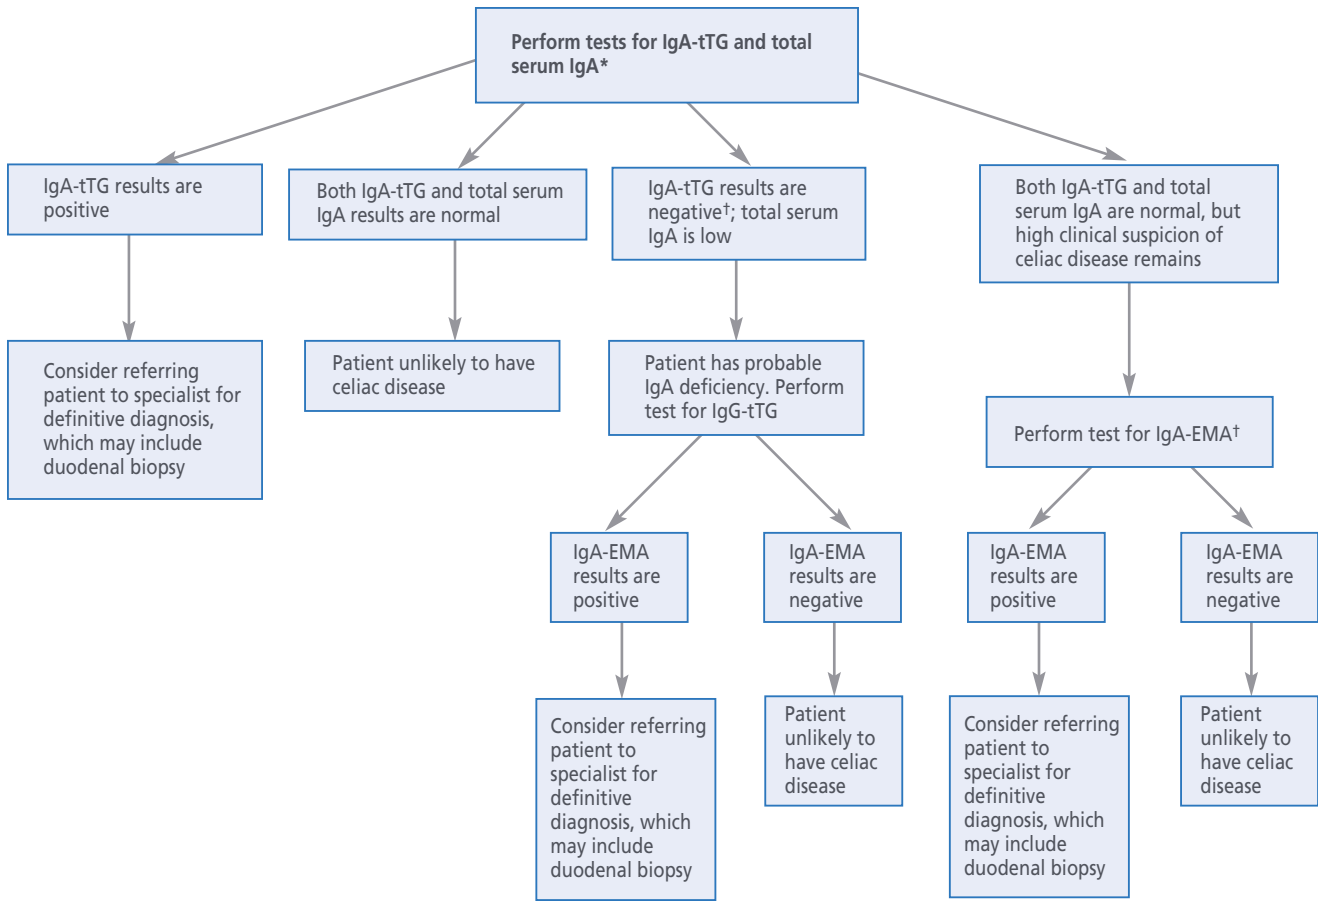 Perform tests for IgA-tTG and total
serum IgA*
IgA-tTG results are
positive
Both IgA-tTG and total serum
IgA results are normal
IgA-tTG results are
negative†; total serum
IgA is low
Both IgA-tTG and total
serum IgA are normal, but
high clinical suspicion of
celiac disease remains
Consider referring
patient to specialist for
definitive diagnosis,
which may include
duodenal biopsy
Patient unlikely to have
celiac disease
Patient has probable
IgA deficiency. Perform
test for IgG-tTG
Perform test for IgA-EMA†
IgA-EMA
results are
positive
IgA-EMA
results are
negative
IgA-EMA
results are
positive
IgA-EMA
results are
negative
Consider referring
patient to
specialist for
definitive
diagnosis, which
may include
duodenal biopsy
Patient
unlikely to
have celiac
disease
Consider referring
patient to
specialist for
definitive
diagnosis, which
may include
duodenal biopsy
Patient
unlikely to
have celiac
disease